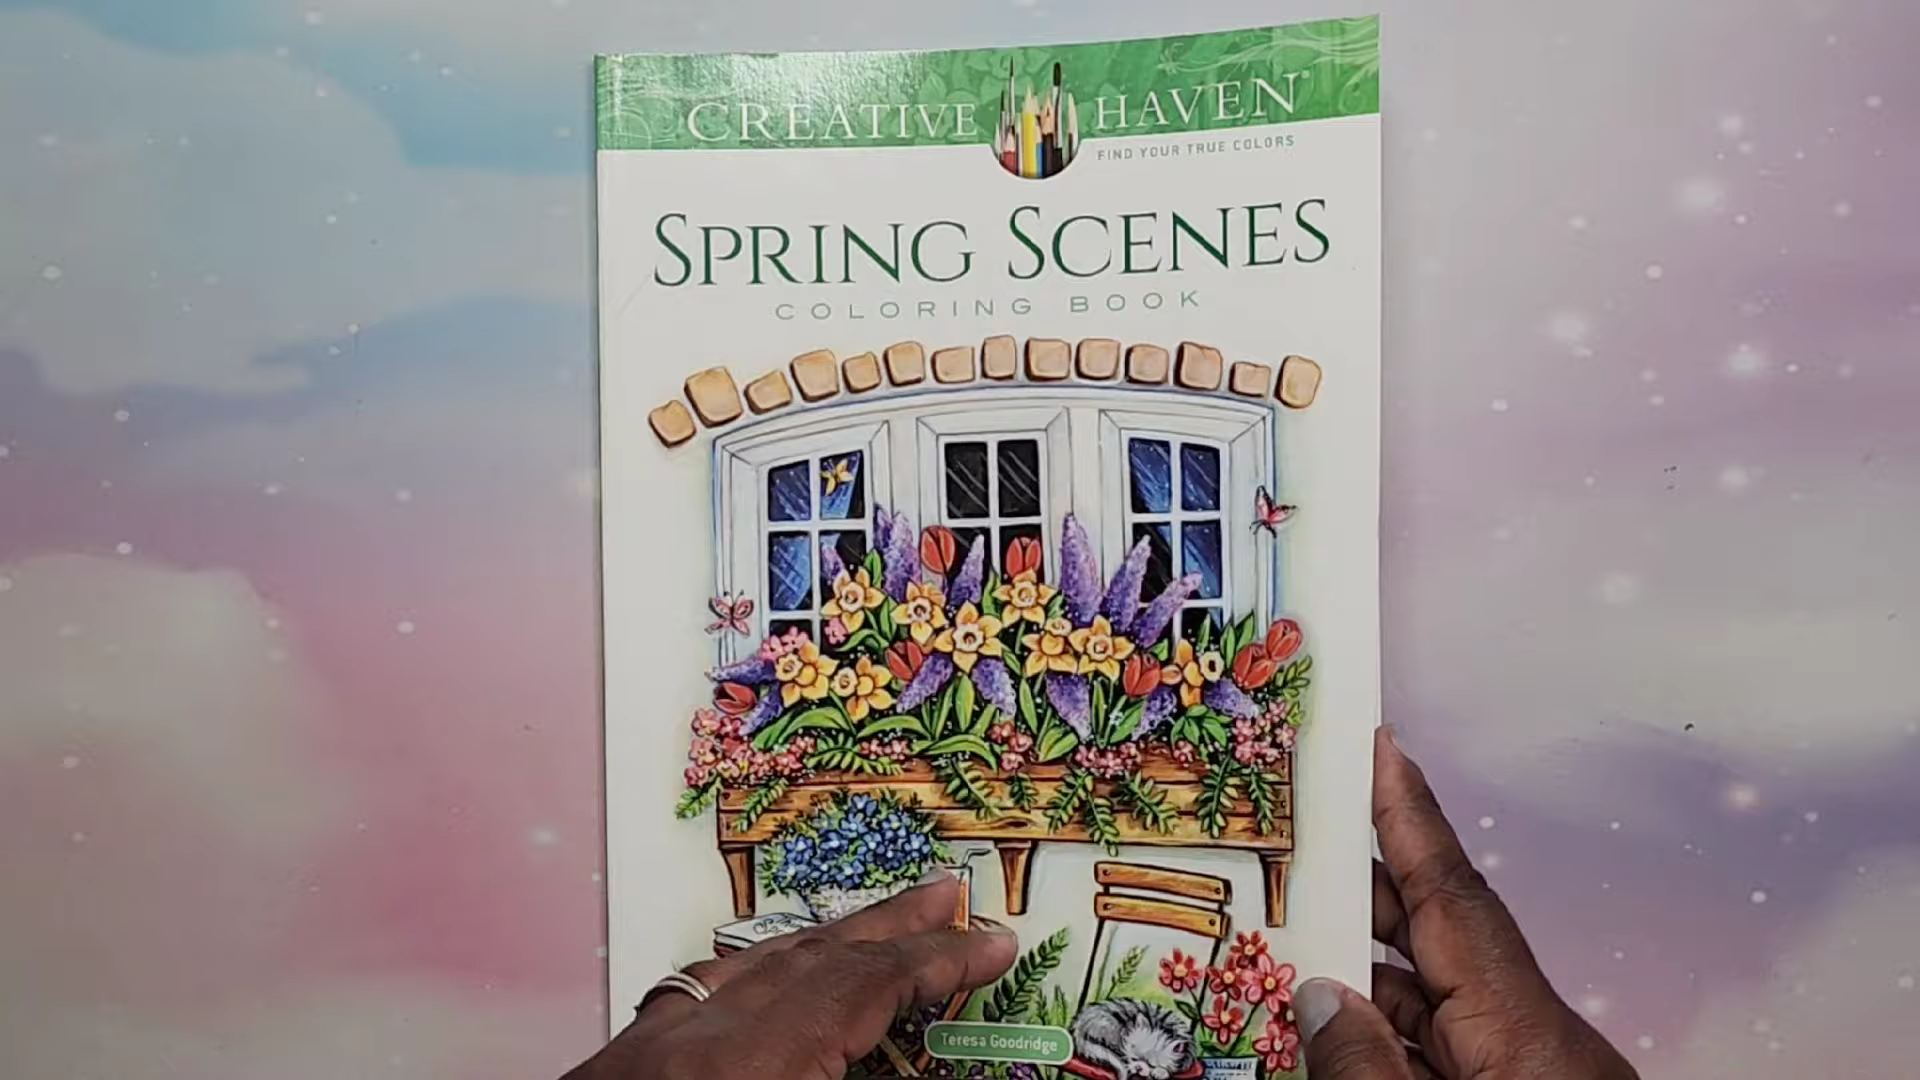 CREATIVE HAVEN
FIND YOUR TRUE COLORS
SPRING SCENES
COLORING BOOK
Teresa Goodridge